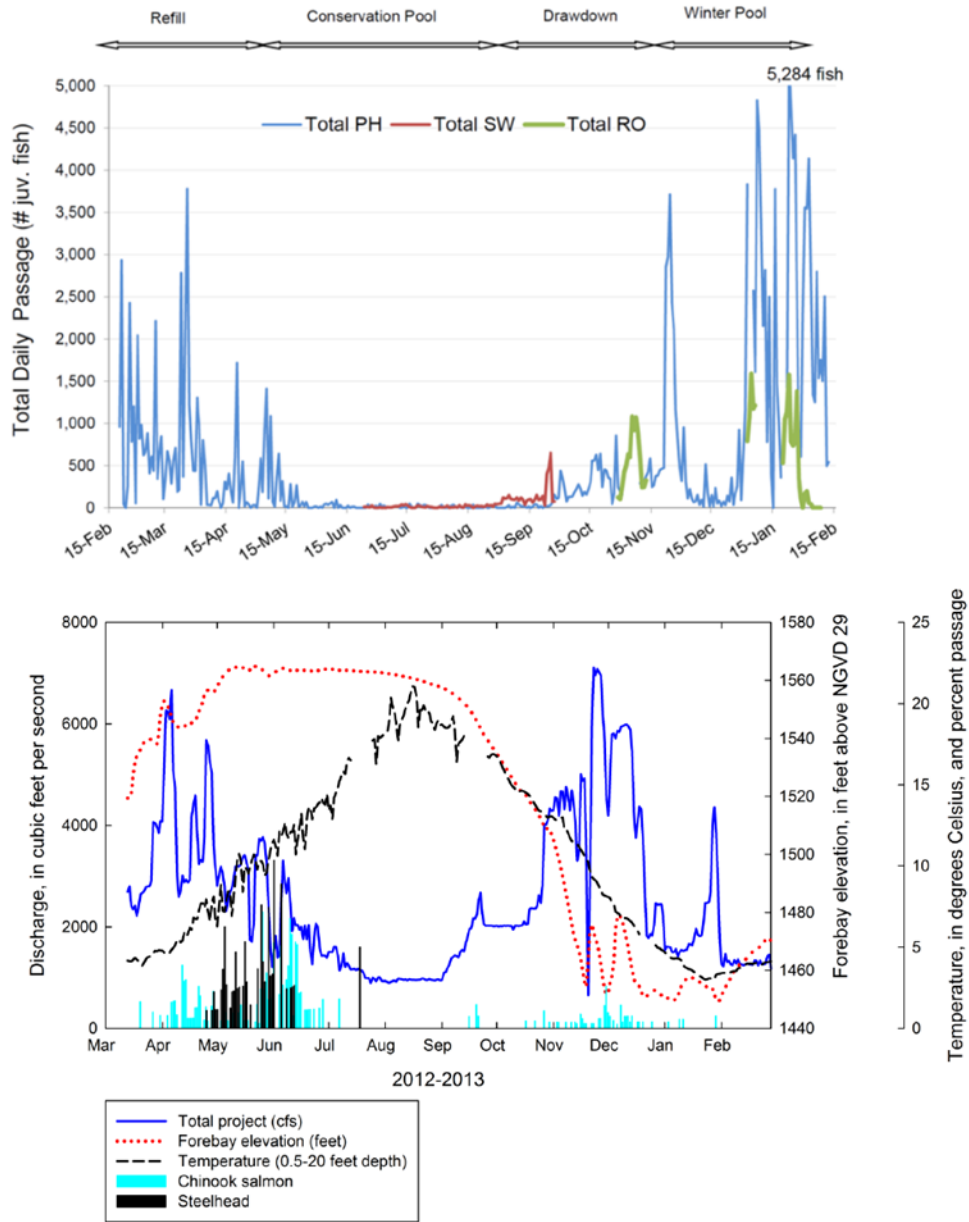 Refill Conservation Pool Drawdown Winter Pool
5,284 fish
Total Daily Passage (# juv. fish)
5,000
4,500
4,000
3,500
3,000
2,500
2,000
1,500
1,000
500
0
Total PH Total SW Total RO
15-Feb 15-Mar 15-Apr 15-May 15-Jun 15-Jul 15-Aug 15-Sep 15-Oct 15-Nov 15-Dec 15-Jan 15-Feb
Discharge, in cubic feet per second
8000
6000
4000
2000
0
1580
1560
1540
1520
1500
1480
1460
1440
Forebay elevation, in feet above NGVD 29
25
20
15
10
5
0
Temperature, in degrees Celsius, and percent passage
Mar Apr May Jun Jul Aug Sep Oct Nov Dec Jan Feb
2012-2013
Total project (cfs)
Forebay elevation (feet)
Temperature (0.5-20 feet depth)
Chinook salmon
Steelhead